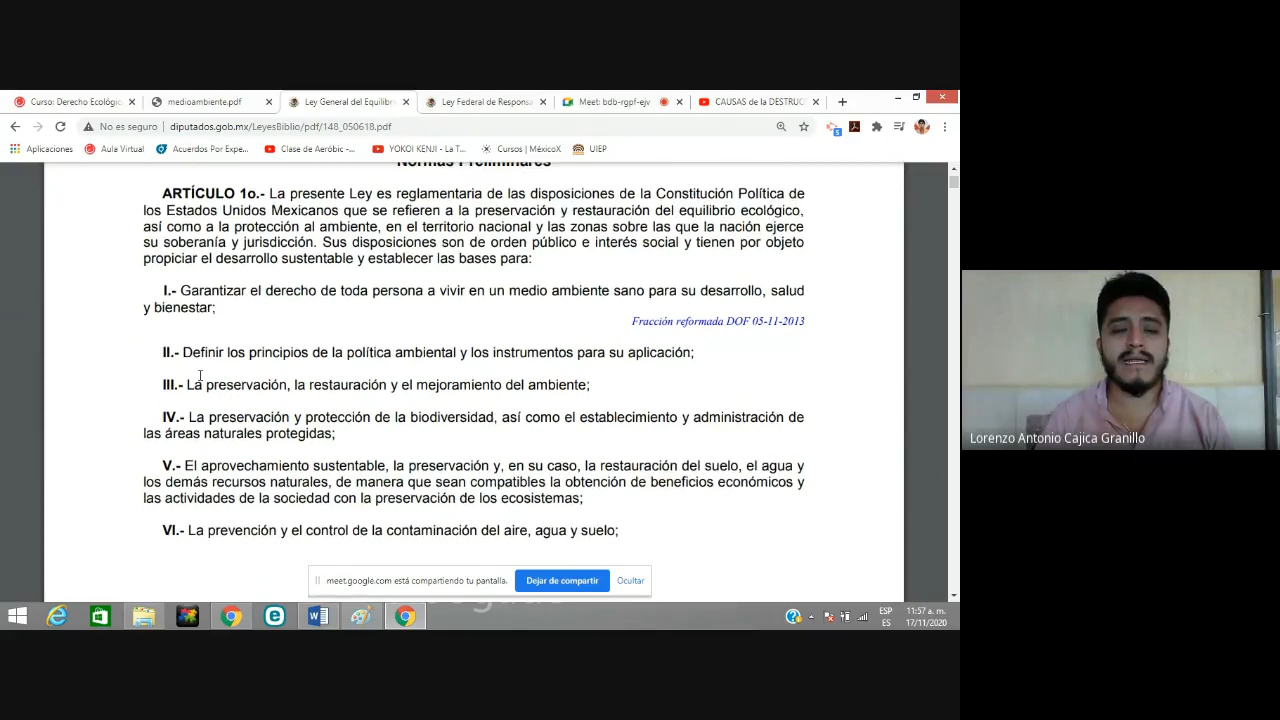 Curso: Derecho Ecológic
medioambiente.pdf
Ley General del Equilibri
Ley Federal de Respons
Meet: bdb-rgpf-ejv
CAUSAS de la DESTRUC
No es seguro
diputados.gob.mx/LeyesBiblio/pdf/148_050618.pdf
Aplicaciones
Aula Virtual
Acuerdos Por Expe...
Clase de Aeróbic -...
YOKOI KENJI - La T...
Cursos | MéxicoX
UIEP
5
Normas Preliminares
ARTÍCULO 1o.- La presente Ley es reglamentaria de las disposiciones de la Constitución Política de
los Estados Unidos Mexicanos que se refieren a la preservación y restauración del equilibrio ecológico,
así como a la protección al ambiente, en el territorio nacional y las zonas sobre las que la nación ejerce
su soberanía y jurisdicción. Sus disposiciones son de orden público e interés social y tienen por objeto
propiciar el desarrollo sustentable y establecer las bases para:
I.- Garantizar el derecho de toda persona a vivir en un medio ambiente sano para su desarrollo, salud
y bienestar;
Fracción reformada DOF 05-11-2013
II.- Definir los principios de la política ambiental y los instrumentos para su aplicación;
III.- La preservación, la restauración y el mejoramiento del ambiente;
IV.- La preservación y protección de la biodiversidad, así como el establecimiento y administración de
las áreas naturales protegidas;
V.- El aprovechamiento sustentable, la preservación y, en su caso, la restauración del suelo, el agua y
los demás recursos naturales, de manera que sean compatibles la obtención de beneficios económicos y
las actividades de la sociedad con la preservación de los ecosistemas;
VI.- La prevención y el control de la contaminación del aire, agua y suelo;
meet.google.com está compartiendo tu pantalla.
Dejar de compartir
Ocultar
ESP
ES
11:57 a. m.
17/11/2020
Lorenzo Antonio Cajica Granillo